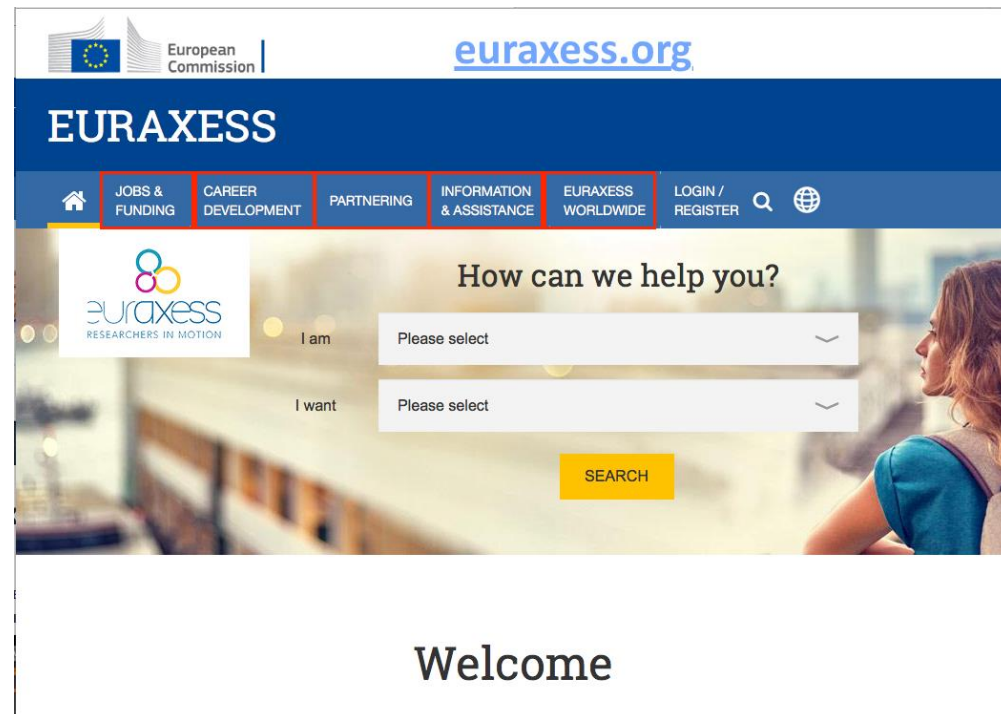 European
Commission
euraxess.org
EURAXESS
JOBS &
FUNDING
CAREER
DEVELOPMENT
PARTNERING
INFORMATION
& ASSISTANCE
EURAXESS
WORLDWIDE
LOGIN /
REGISTER
euraxess
RESEARCHERS IN MOTION
How can we help you?
I am
Please select
I want
Please select
SEARCH
Welcome